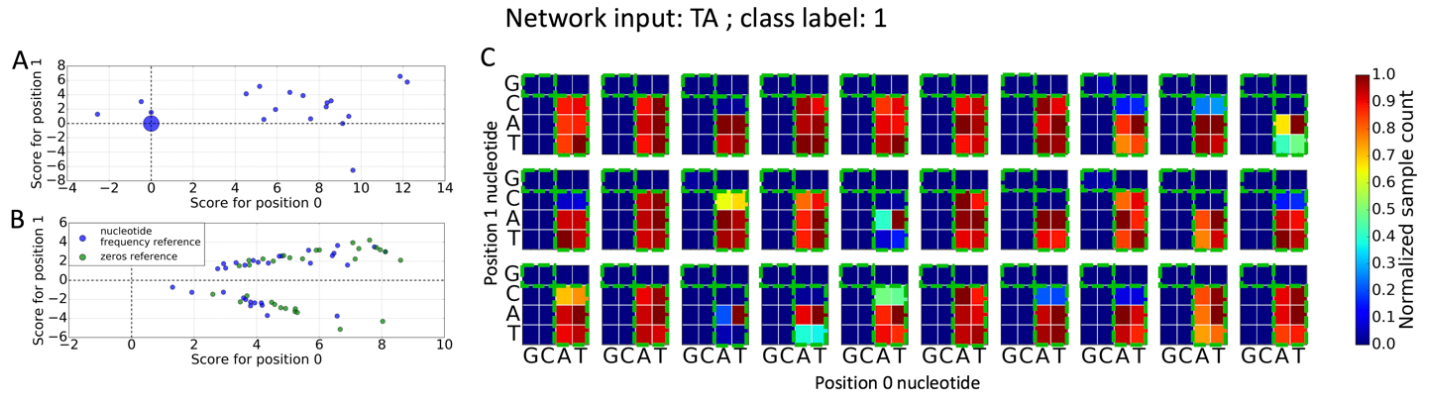 Network input: TA ; class label: 1
A
Score for position 1
8
6
4
2
0
−2
−4
−6
−8
−4 −2 0 2 4 6 8 10 12 14
Score for position 0
B
Score for position 1
6
4
2
0
−2
−4
−6
nucleotide
frequency reference
zeros reference
−2 0 2 4 6 8 10
Score for position 0
C
Position 1 nucleotide
G
C
A
T
G
C
A
T
G
C
A
T
GCAT GCAT GCAT GCAT GCAT GCAT GCAT GCAT GCAT GCAT
Position 0 nucleotide
1.0
0.9
0.8
0.7
0.6
0.5
0.4
0.3
0.2
0.1
0.0
Normalized sample count